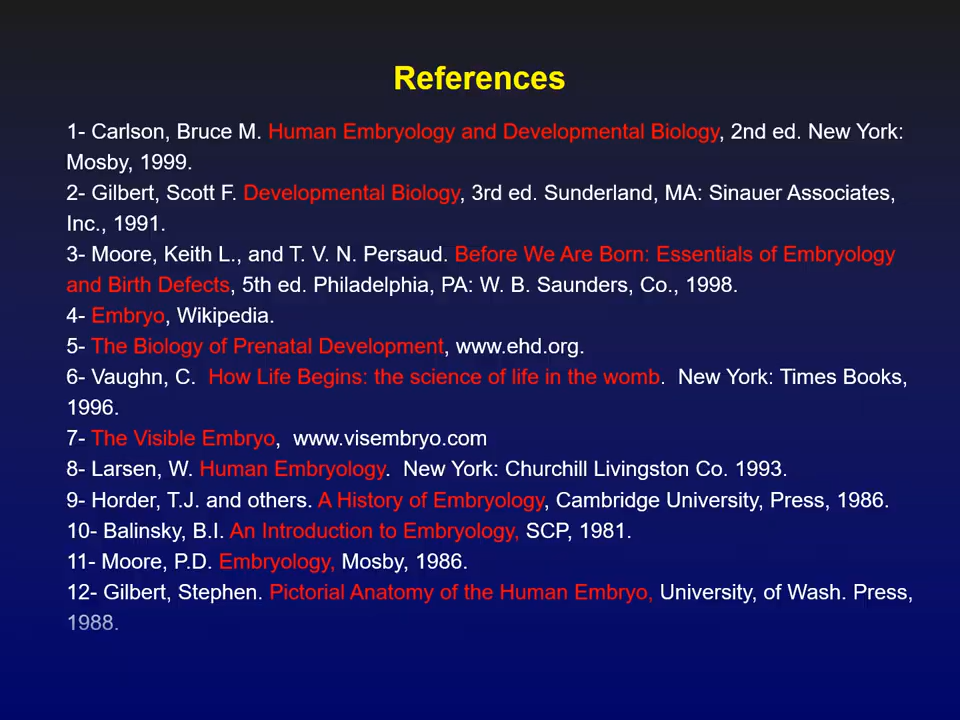 References
1- Carlson, Bruce M. Human Embryology and Developmental Biology, 2nd ed. New York:
Mosby, 1999.
2- Gilbert, Scott F. Developmental Biology, 3rd ed. Sunderland, MA: Sinauer Associates,
Inc., 1991.
3- Moore, Keith L., and T. V. N. Persaud. Before We Are Born: Essentials of Embryology
and Birth Defects, 5th ed. Philadelphia, PA: W. B. Saunders, Co., 1998.
4- Embryo, Wikipedia.
5- The Biology of Prenatal Development, www.ehd.org.
6- Vaughn, C.  How Life Begins: the science of life in the womb.  New York: Times Books,
1996.
7- The Visible Embryo,  www.visembryo.com
8- Larsen, W. Human Embryology.  New York: Churchill Livingston Co. 1993.
9- Horder, T.J. and others. A History of Embryology, Cambridge University, Press, 1986.
10- Balinsky, B.I. An Introduction to Embryology, SCP, 1981.
11- Moore, P.D. Embryology, Mosby, 1986.
12- Gilbert, Stephen. Pictorial Anatomy of the Human Embryo, University, of Wash. Press,
1988.